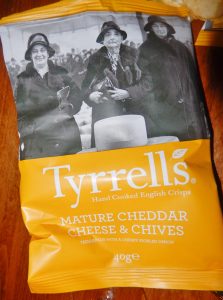 Tyrrells
Hand Cooked English Crisps
MATURE CHEDDAR
CHEESE & CHIVES
40g e